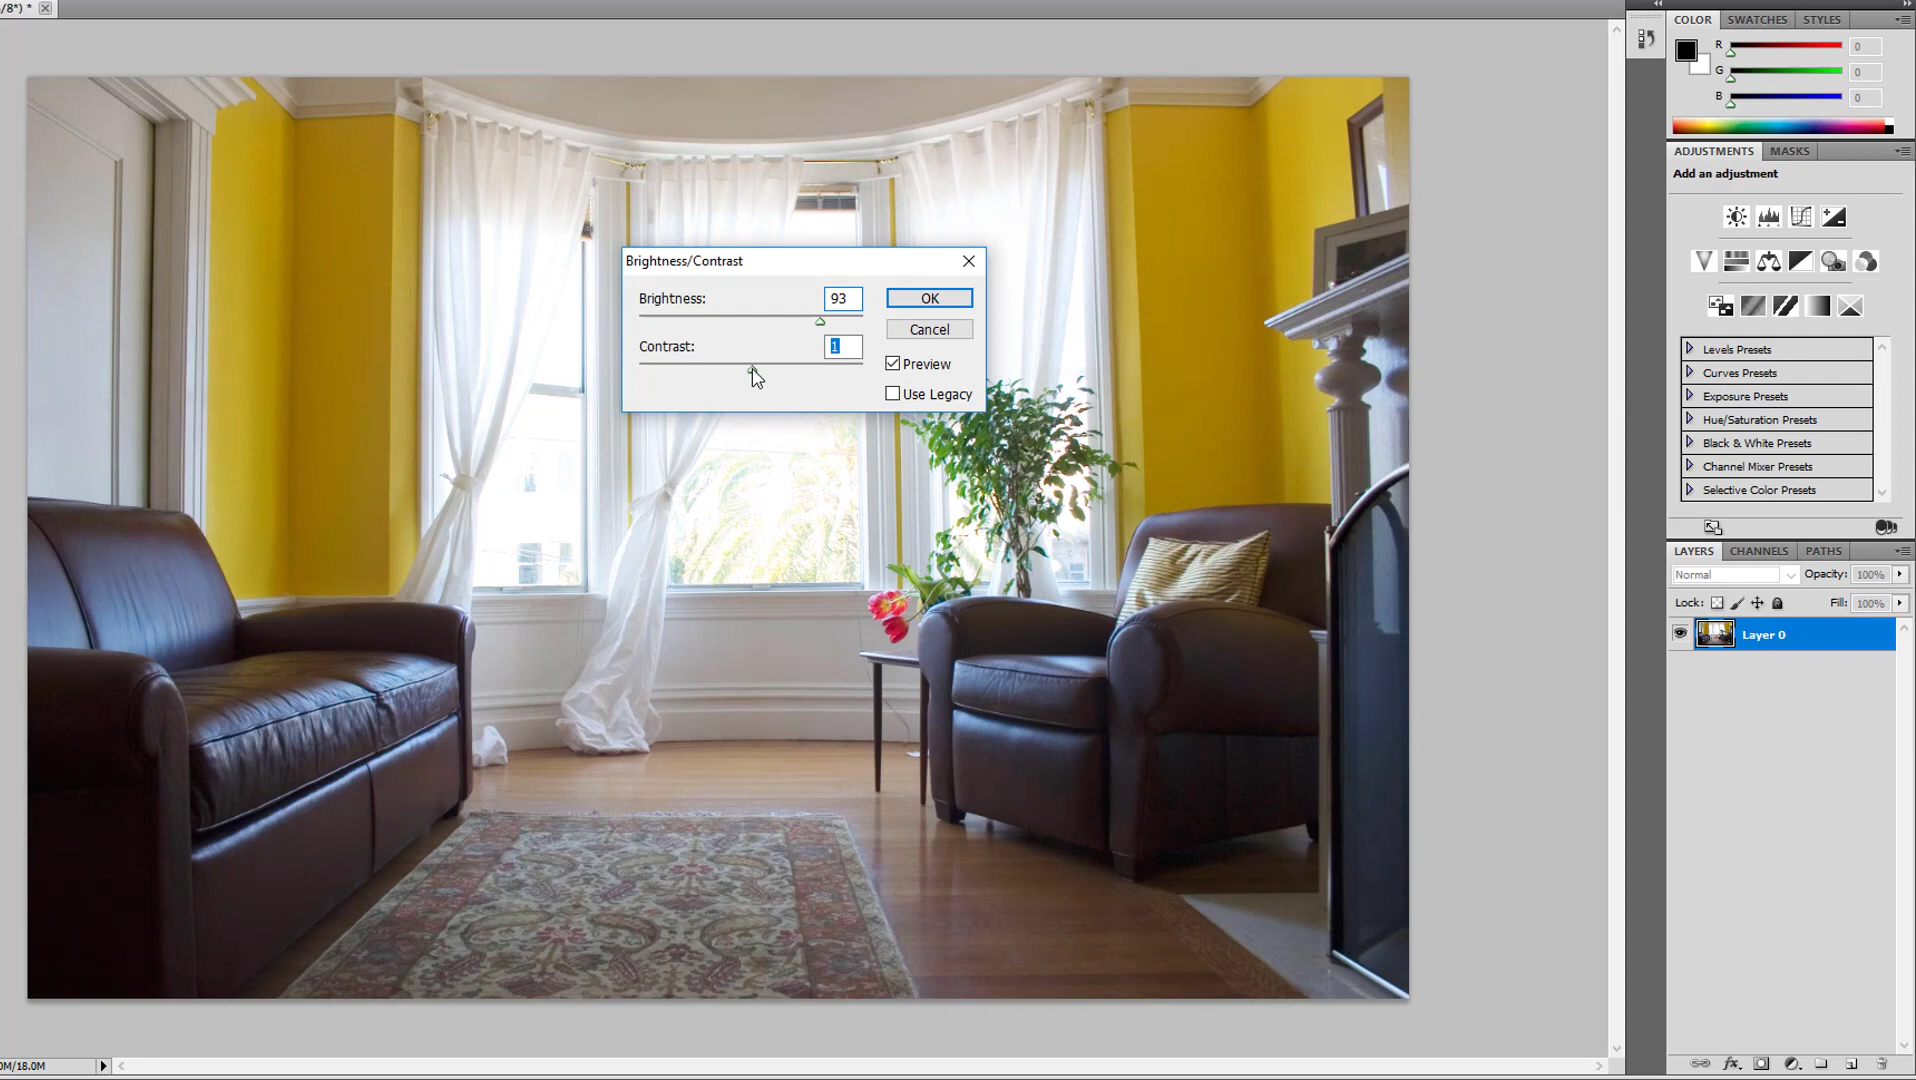 /8*) *
COLOR SWATCHES STYLES
R 0
G 0
B 0
ADJUSTMENTS MASKS
Add an adjustment
Brightness/Contrast
Brightness: 93 OK
Cancel
Contrast: 1
Preview
Use Legacy
Levels Presets
Curves Presets
Exposure Presets
Hue/Saturation Presets
Black & White Presets
Channel Mixer Presets
Selective Color Presets
LAYERS CHANNELS PATHS
Normal Opacity: 100%
Lock: Fill: 100%
Layer 0
0M/18.0M
fx